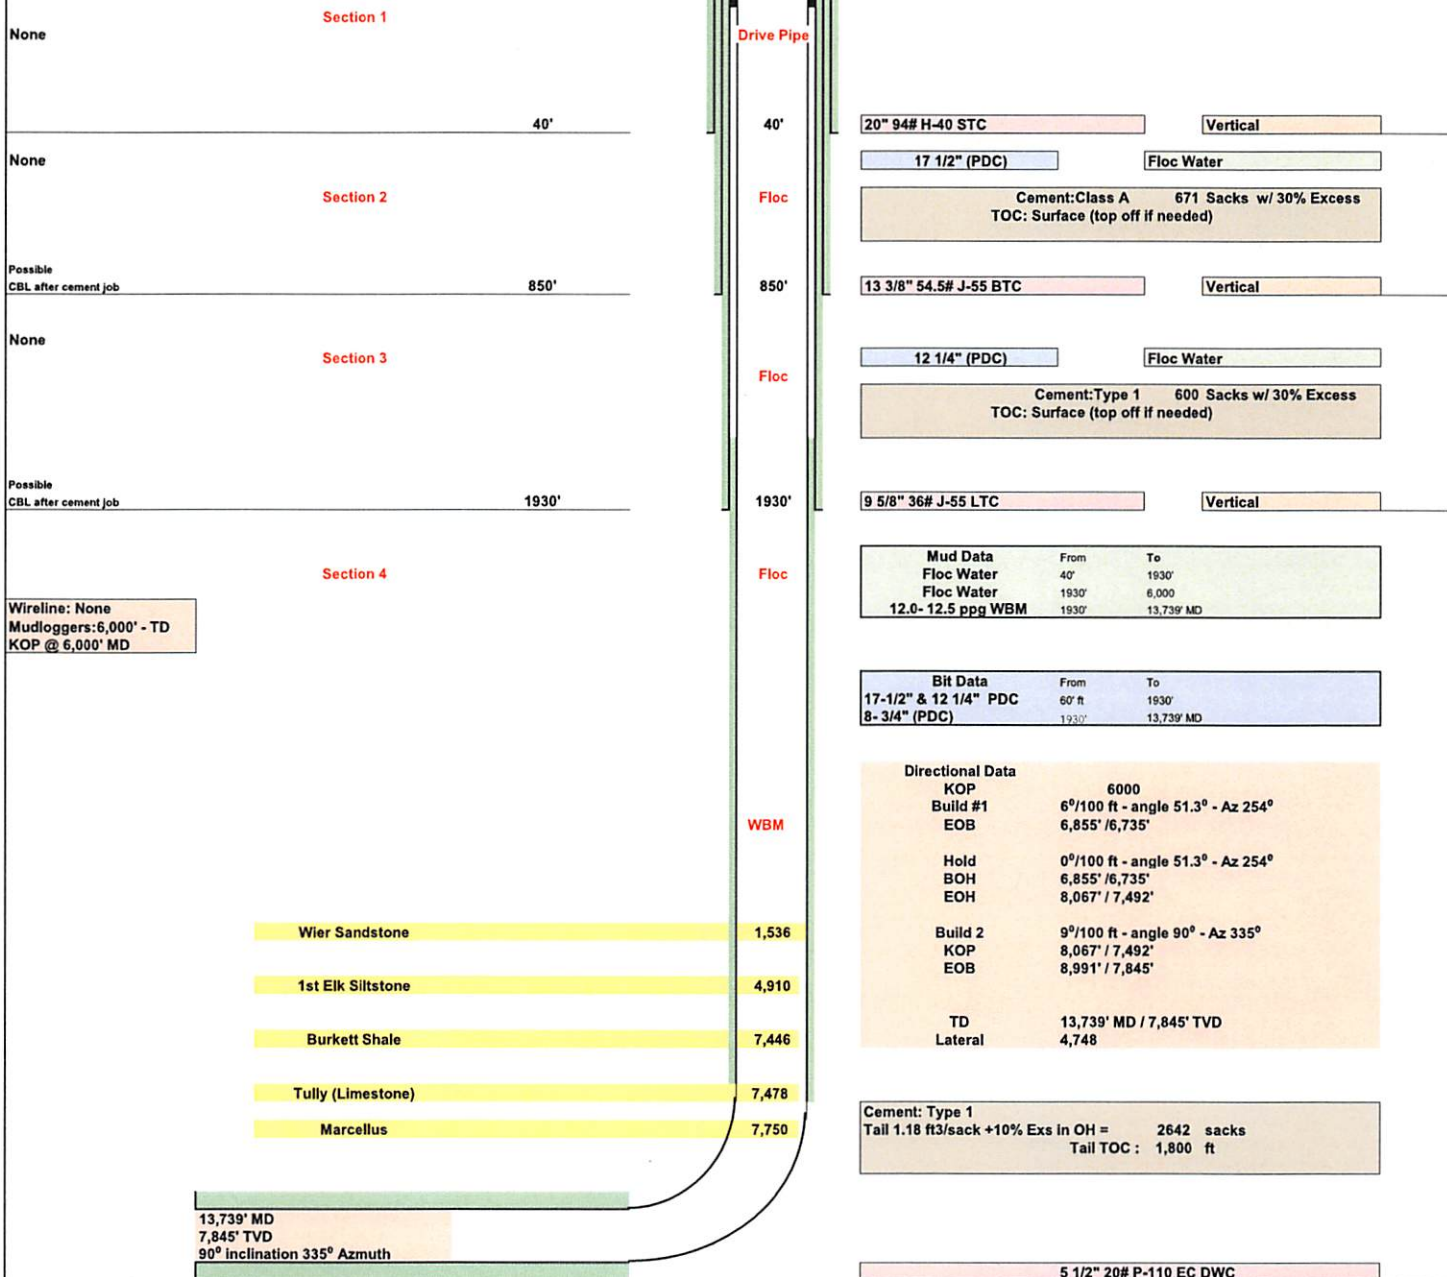 Section 1
None
Drive Pipe
40' 40' 20" 94# H-40 STC Vertical
None 17 1/2" (PDC) Floc Water
Section 2 Floc Cement:Class A 671 Sacks w/ 30% Excess
TOC: Surface (top off if needed)
Possible
CBL after cement job 850' 850' 13 3/8" 54.5# J-55 BTC Vertical
None
Section 3 12 1/4" (PDC) Floc Water
Floc
Cement:Type 1 600 Sacks w/ 30% Excess
TOC: Surface (top off if needed)
Possible
CBL after cement job 1930' 1930' 9 5/8" 36# J-55 LTC Vertical
Mud Data From To
Section 4 Floc Floc Water 40' 1930'
Floc Water 1930' 6,000
12.0- 12.5 ppg WBM 1930' 13,739' MD
Wireline: None
Mudloggers:6,000' - TD
KOP @ 6,000' MD
Bit Data From To
17-1/2" & 12 1/4" PDC 60' ft 1930'
8- 3/4" (PDC) 1930' 13,739' MD
Directional Data
KOP 6000
Build #1 6⁰/100 ft - angle 51.3⁰ - Az 254⁰
WBM EOB 6,855' /6,735'
Hold 0⁰/100 ft - angle 51.3⁰ - Az 254⁰
BOH 6,855' /6,735'
EOH 8,067' / 7,492'
Wier Sandstone 1,536 Build 2 9⁰/100 ft - angle 90⁰ - Az 335⁰
KOP 8,067' / 7,492'
EOB 8,991' / 7,845'
1st Elk Siltstone 4,910
TD 13,739' MD / 7,845' TVD
Burkett Shale 7,446 Lateral 4,748
Tully (Limestone) 7,478
Cement: Type 1
Marcellus 7,750 Tail 1.18 ft3/sack +10% Exs in OH = 2642 sacks
Tail TOC : 1,800 ft
13,739' MD
7,845' TVD
90⁰ inclination 335⁰ Azmuth
5 1/2" 20# P-110 EC DWC